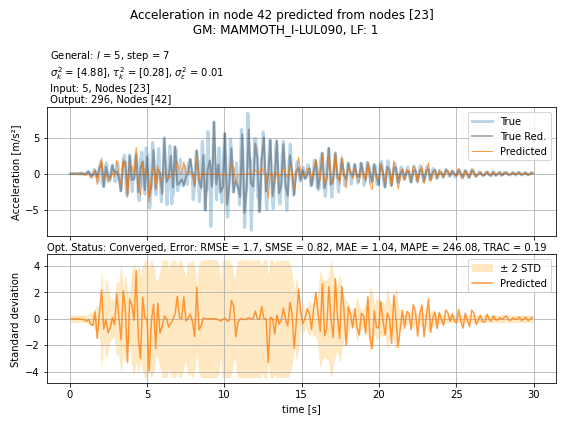 Acceleration in node 42 predicted from nodes [23]
GM: MAMMOTH_I-LUL090, LF: 1
General: l = 5, step = 7
σ²ₖ = [4.88], τ²ₖ = [0.28], σ²ε = 0.01
Input: 5, Nodes [23]
Output: 296, Nodes [42]
Acceleration [m/s²]
5
0
−5
True
True Red.
Predicted
Opt. Status: Converged, Error: RMSE = 1.7, SMSE = 0.82, MAE = 1.04, MAPE = 246.08, TRAC = 0.19
Standard deviation
4
2
0
−2
−4
± 2 STD
Predicted
0 5 10 15 20 25 30
time [s]